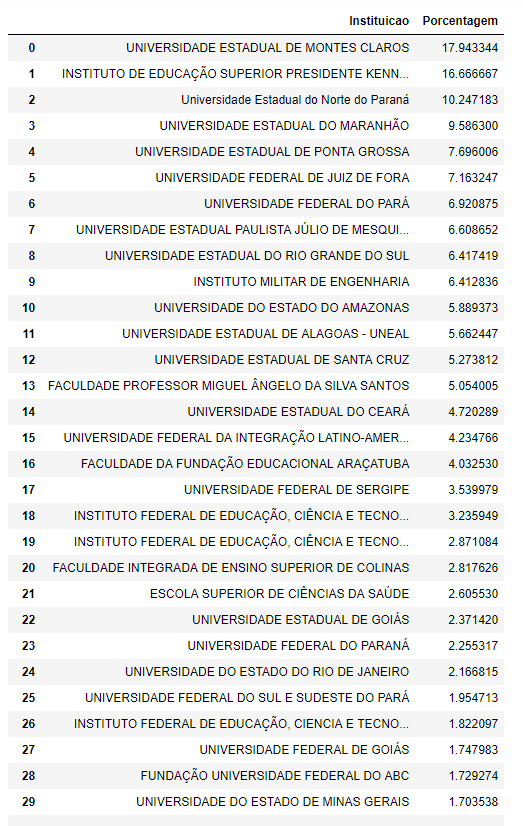 Instituicao Porcentagem
0 UNIVERSIDADE ESTADUAL DE MONTES CLAROS 17.943344
1 INSTITUTO DE EDUCAÇÃO SUPERIOR PRESIDENTE KENN... 16.666667
2 Universidade Estadual do Norte do Paraná 10.247183
3 UNIVERSIDADE ESTADUAL DO MARANHÃO 9.586300
4 UNIVERSIDADE ESTADUAL DE PONTA GROSSA 7.696006
5 UNIVERSIDADE FEDERAL DE JUIZ DE FORA 7.163247
6 UNIVERSIDADE FEDERAL DO PARÁ 6.920875
7 UNIVERSIDADE ESTADUAL PAULISTA JÚLIO DE MESQUI... 6.608652
8 UNIVERSIDADE ESTADUAL DO RIO GRANDE DO SUL 6.417419
9 INSTITUTO MILITAR DE ENGENHARIA 6.412836
10 UNIVERSIDADE DO ESTADO DO AMAZONAS 5.889373
11 UNIVERSIDADE ESTADUAL DE ALAGOAS - UNEAL 5.662447
12 UNIVERSIDADE ESTADUAL DE SANTA CRUZ 5.273812
13 FACULDADE PROFESSOR MIGUEL ÂNGELO DA SILVA SANTOS 5.054005
14 UNIVERSIDADE ESTADUAL DO CEARÁ 4.720289
15 UNIVERSIDADE FEDERAL DA INTEGRAÇÃO LATINO-AMER... 4.234766
16 FACULDADE DA FUNDAÇÃO EDUCACIONAL ARAÇATUBA 4.032530
17 UNIVERSIDADE FEDERAL DE SERGIPE 3.539979
18 INSTITUTO FEDERAL DE EDUCAÇÃO, CIÊNCIA E TECNO... 3.235949
19 INSTITUTO FEDERAL DE EDUCAÇÃO, CIÊNCIA E TECNO... 2.871084
20 FACULDADE INTEGRADA DE ENSINO SUPERIOR DE COLINAS 2.817626
21 ESCOLA SUPERIOR DE CIÊNCIAS DA SAÚDE 2.605530
22 UNIVERSIDADE ESTADUAL DE GOIÁS 2.371420
23 UNIVERSIDADE FEDERAL DO PARANÁ 2.255317
24 UNIVERSIDADE DO ESTADO DO RIO DE JANEIRO 2.166815
25 UNIVERSIDADE FEDERAL DO SUL E SUDESTE DO PARÁ 1.954713
26 INSTITUTO FEDERAL DE EDUCAÇÃO, CIENCIA E TECNO... 1.822097
27 UNIVERSIDADE FEDERAL DE GOIÁS 1.747983
28 FUNDAÇÃO UNIVERSIDADE FEDERAL DO ABC 1.729274
29 UNIVERSIDADE DO ESTADO DE MINAS GERAIS 1.703538